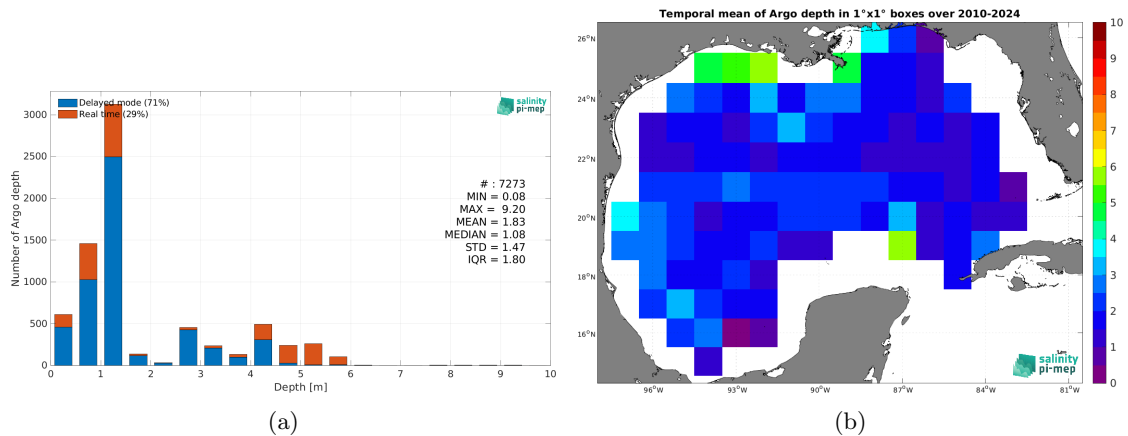 Delayed mode (71%)
Real time (29%)
salinity
pi-mep
Number of Argo depth
3000
2500
2000
1500
1000
500
0
# : 7273
MIN = 0.08
MAX = 9.20
MEAN = 1.83
MEDIAN = 1.08
STD = 1.47
IQR = 1.80
0 1 2 3 4 5 6 7 8 9 10
Depth [m]
(a)
Temporal mean of Argo depth in 1°x1° boxes over 2010-2024
26°N
24°N
22°N
20°N
18°N
16°N
96°W 93°W 90°W 87°W 84°W 81°W
salinity
pi-mep
10
9
8
7
6
5
4
3
2
1
0
(b)